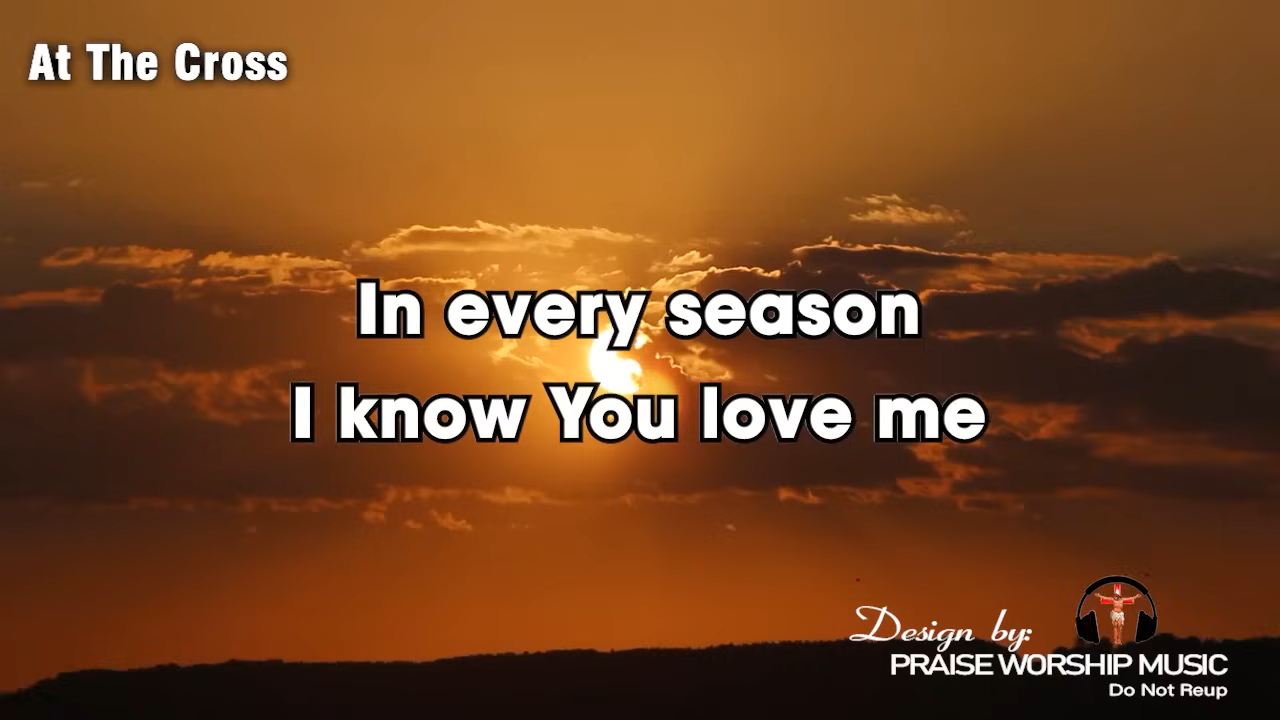 At The Cross
In every season
I know You love me
Design by:
PRAISE WORSHIP MUSIC
Do Not Reup